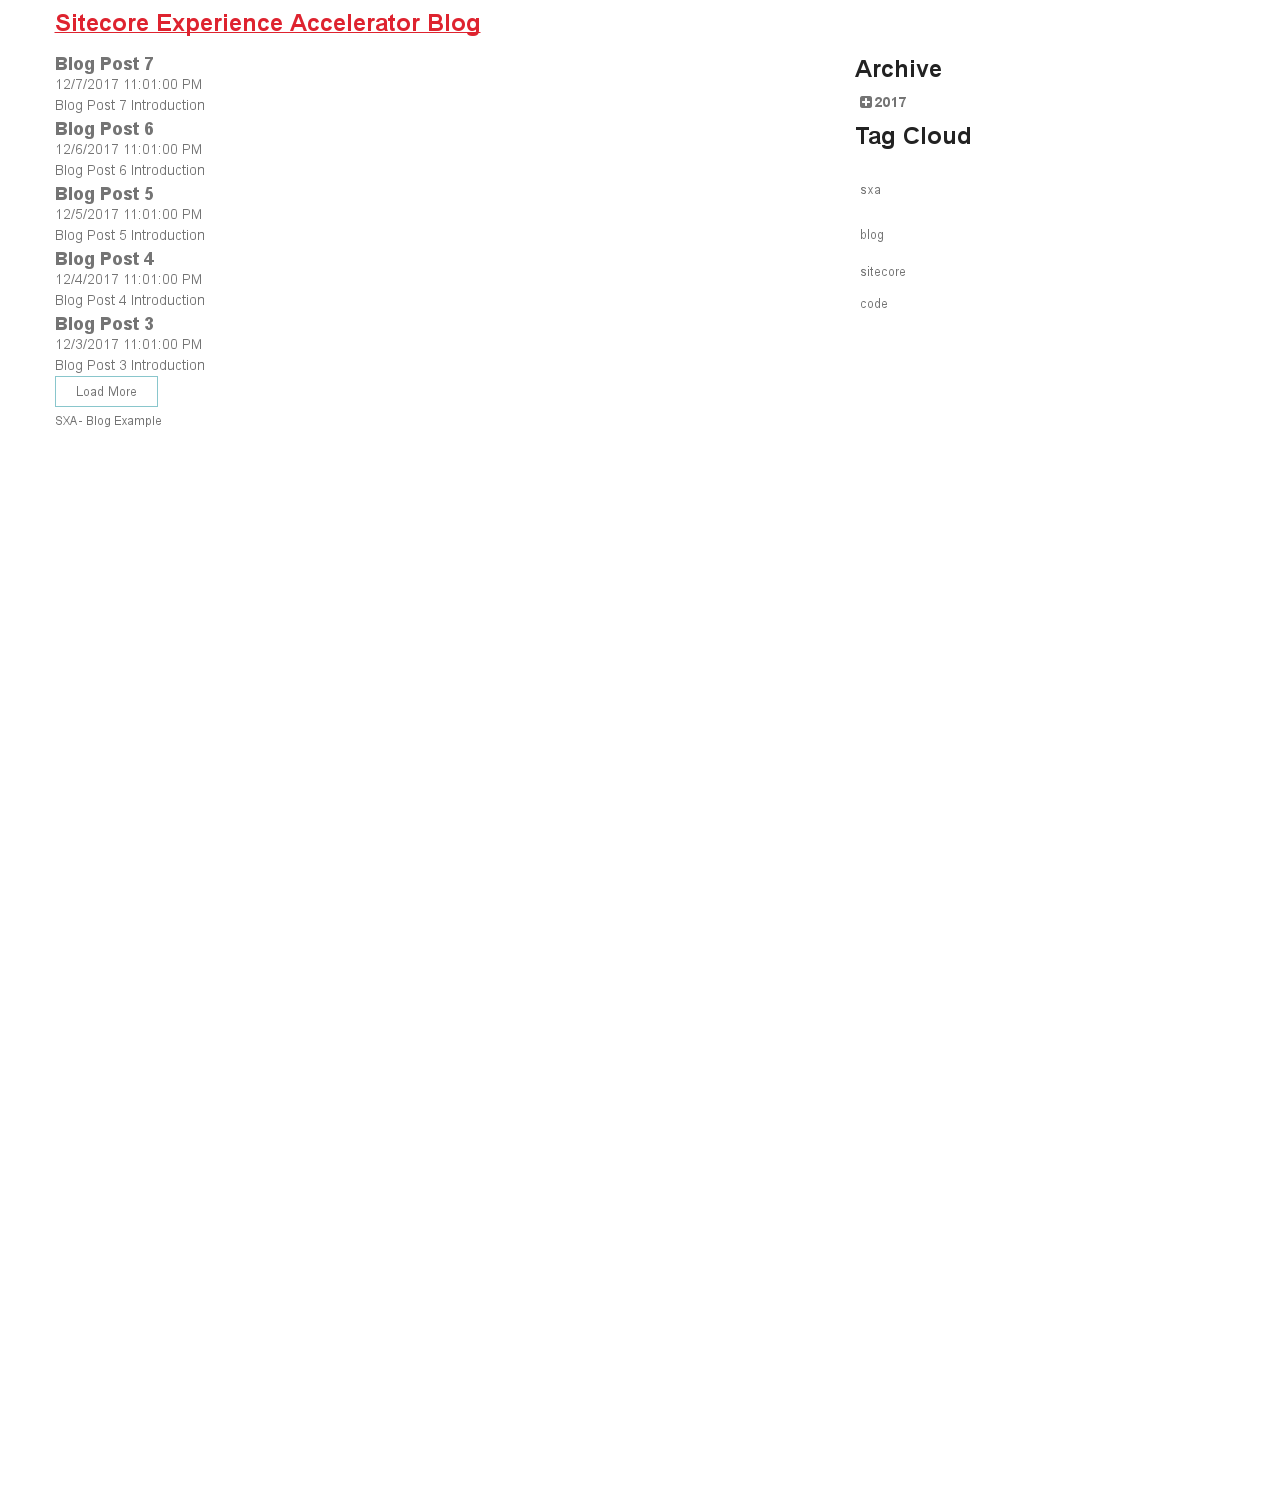 Sitecore Experience Accelerator Blog
Blog Post 7
12/7/2017 11:01:00 PM
Blog Post 7 Introduction
Blog Post 6
12/6/2017 11:01:00 PM
Blog Post 6 Introduction
Blog Post 5
12/5/2017 11:01:00 PM
Blog Post 5 Introduction
Blog Post 4
12/4/2017 11:01:00 PM
Blog Post 4 Introduction
Blog Post 3
12/3/2017 11:01:00 PM
Blog Post 3 Introduction
Load More
SXA- Blog Example
Archive
2017
Tag Cloud
sxa
blog
sitecore
code